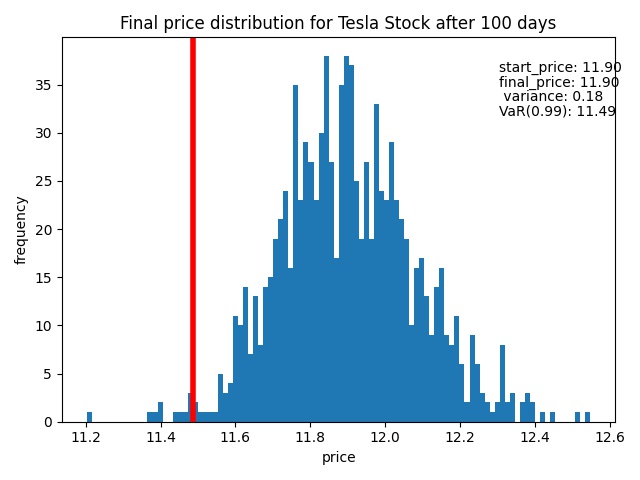 Final price distribution for Tesla Stock after 100 days
start_price: 11.90
final_price: 11.90
variance: 0.18
VaR(0.99): 11.49
frequency
35
30
25
20
15
10
5
0
11.2 11.4 11.6 11.8 12.0 12.2 12.4 12.6
price